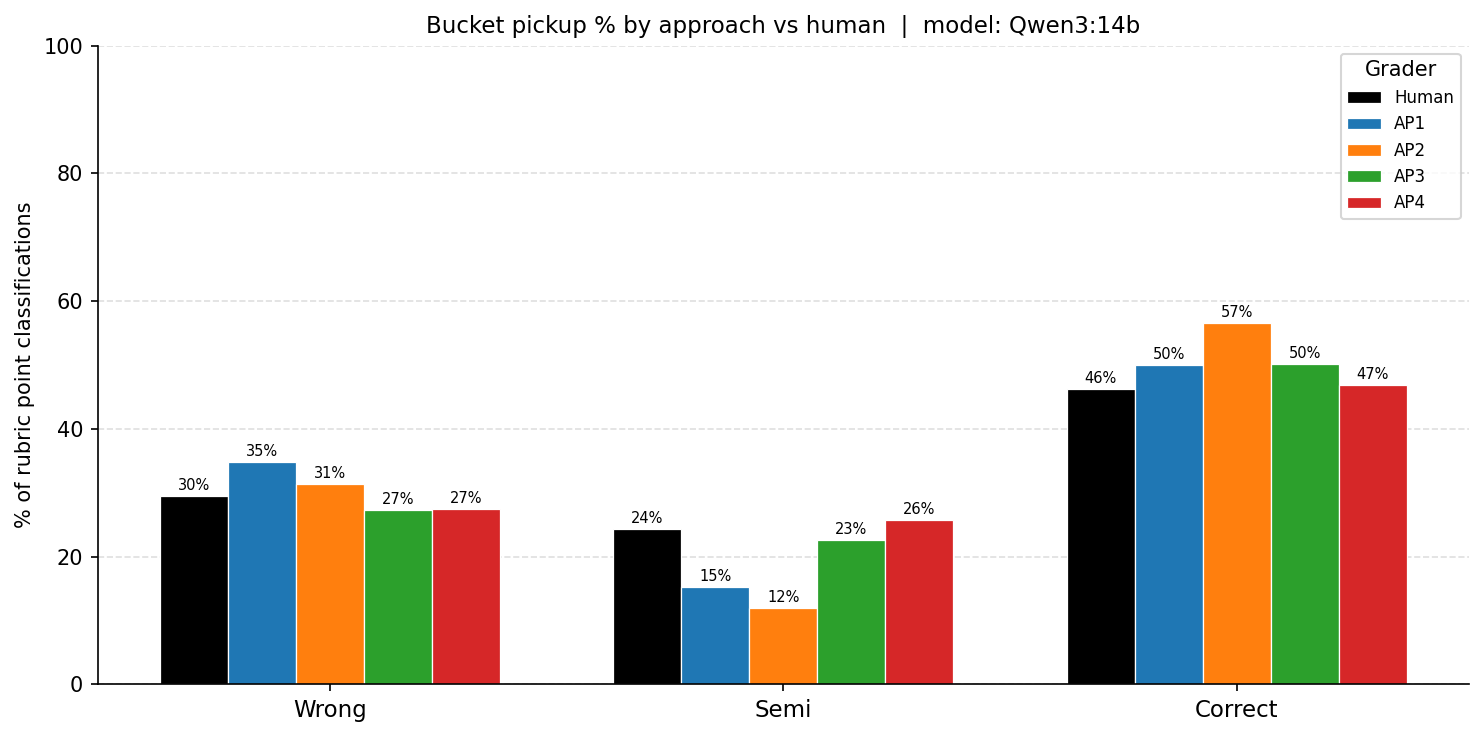 Bucket pickup % by approach vs human | model: Qwen3:14b
% of rubric point classifications
100
80
60
40
20
0
Grader
Human
AP1
AP2
AP3
AP4
30%
35%
31%
27%
27%
24%
15%
12%
23%
26%
46%
50%
57%
50%
47%
Wrong
Semi
Correct